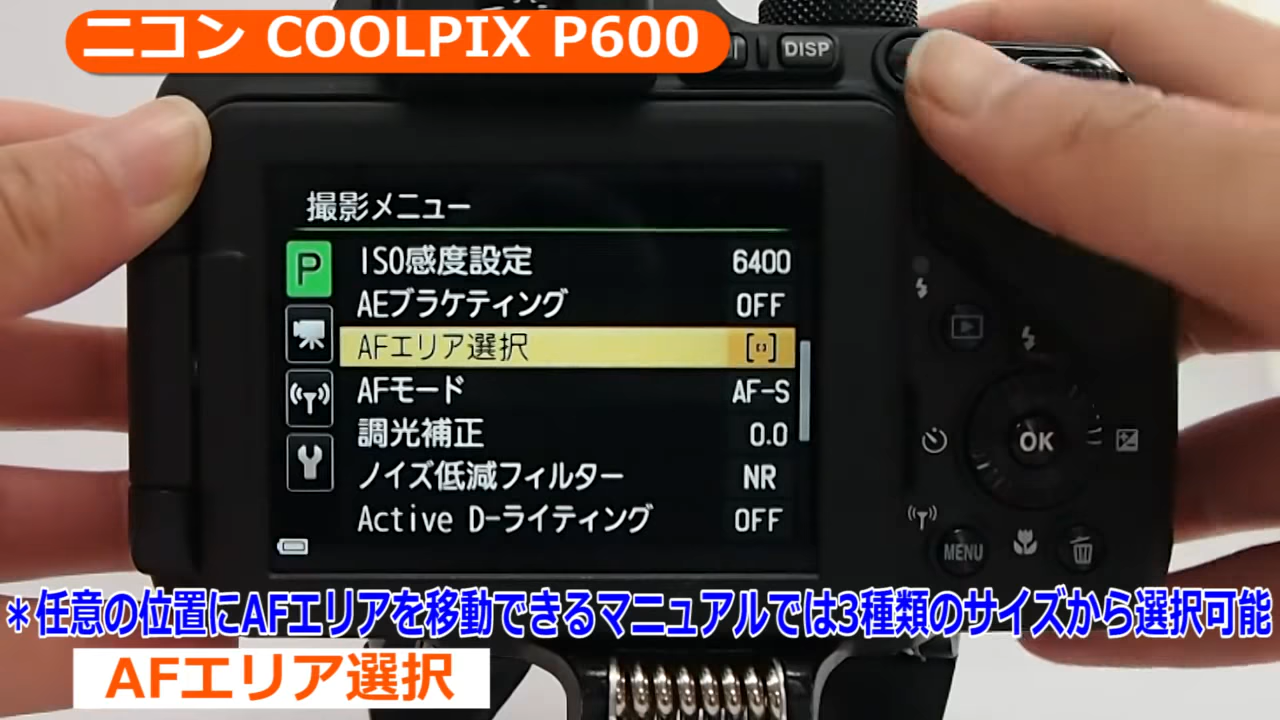 ニコン COOLPIX P600
DISP
撮影メニュー
P
ISO感度設定 6400
AEブラケティング OFF
AFエリア選択
AFモード AF-S
調光補正 0.0
ノイズ低減フィルター NR
Active D-ライティング OFF
OK
MENU
＊任意の位置にAFエリアを移動できるマニュアルでは3種類のサイズから選択可能
AFエリア選択